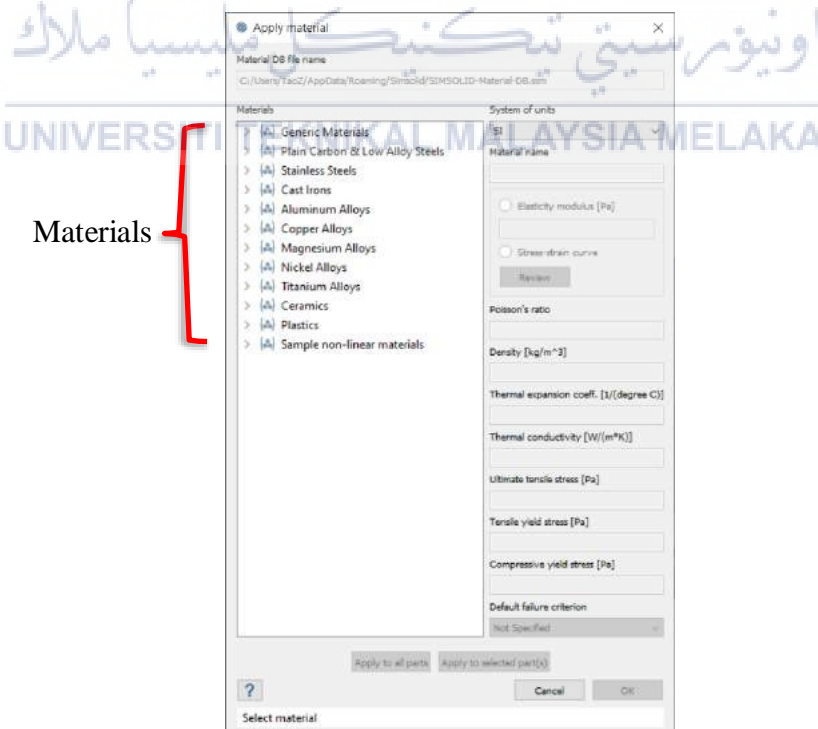 اونيۏرسيتي تيكنيكل مليسيا ملاك
UNIVERSITI TEKNIKAL MALAYSIA MELAKA
Materials
Apply material
Material DB file name
C:/Users/TaoZ/AppData/Roaming/Simsolid/SIMSOLID-Material-DB.ssm
Materials
Generic Materials
Plain Carbon & Low Alloy Steels
Stainless Steels
Cast Irons
Aluminum Alloys
Copper Alloys
Magnesium Alloys
Nickel Alloys
Titanium Alloys
Ceramics
Plastics
Sample non-linear materials
System of units
SI
Material name
Elasticity modulus [Pa]
Stress-strain curve
Review
Poisson's ratio
Density [kg/m^3]
Thermal expansion coeff. [1/(degree C)]
Thermal conductivity [W/(m*K)]
Ultimate tensile stress [Pa]
Tensile yield stress [Pa]
Compressive yield stress [Pa]
Default failure criterion
Not Specified
Apply to all parts Apply to selected part(s)
? Cancel OK
Select material